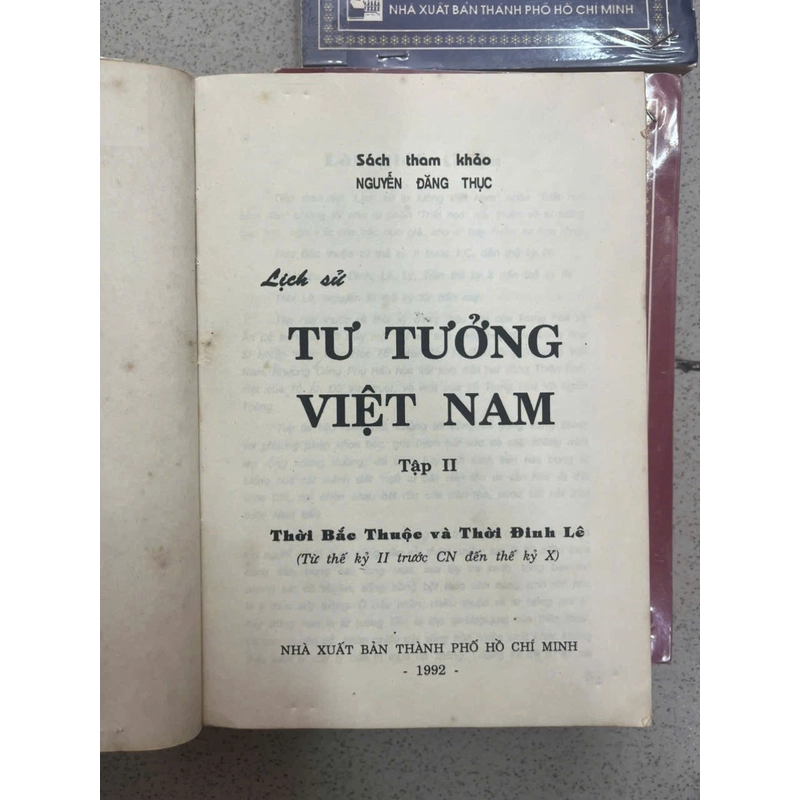 NHÀ XUẤT BẢN THÀNH PHỐ HỒ CHÍ MINH
Sách tham khảo
NGUYỄN ĐĂNG THỤC
Lịch sử
TƯ TƯỞNG
VIỆT NAM
Tập II
Thời Bắc Thuộc và Thời Đinh Lê
(Từ thế kỷ II trước CN đến thế kỷ X)
NHÀ XUẤT BẢN THÀNH PHỐ HỒ CHÍ MINH
- 1992 -